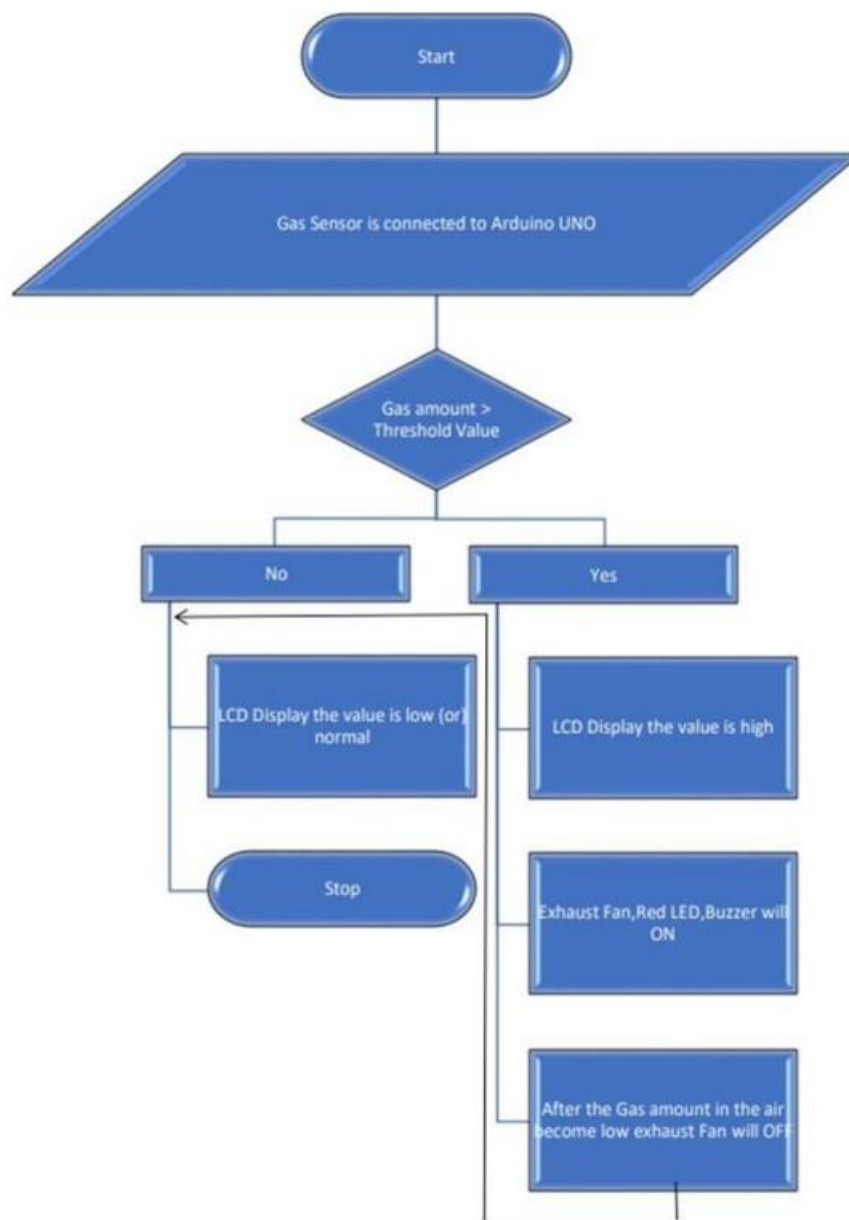 Start
Gas Sensor is connected to Arduino UNO
Gas amount >
Threshold Value
No
Yes
LCD Display the value is low (or)
normal
LCD Display the value is high
Stop
Exhaust Fan,Red LED,Buzzer will
ON
After the Gas amount in the air
become low exhaust Fan will OFF